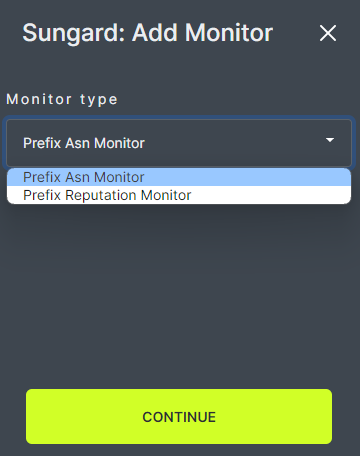 Sungard: Add Monitor
Monitor type
Prefix Asn Monitor
Prefix Asn Monitor
Prefix Reputation Monitor
CONTINUE